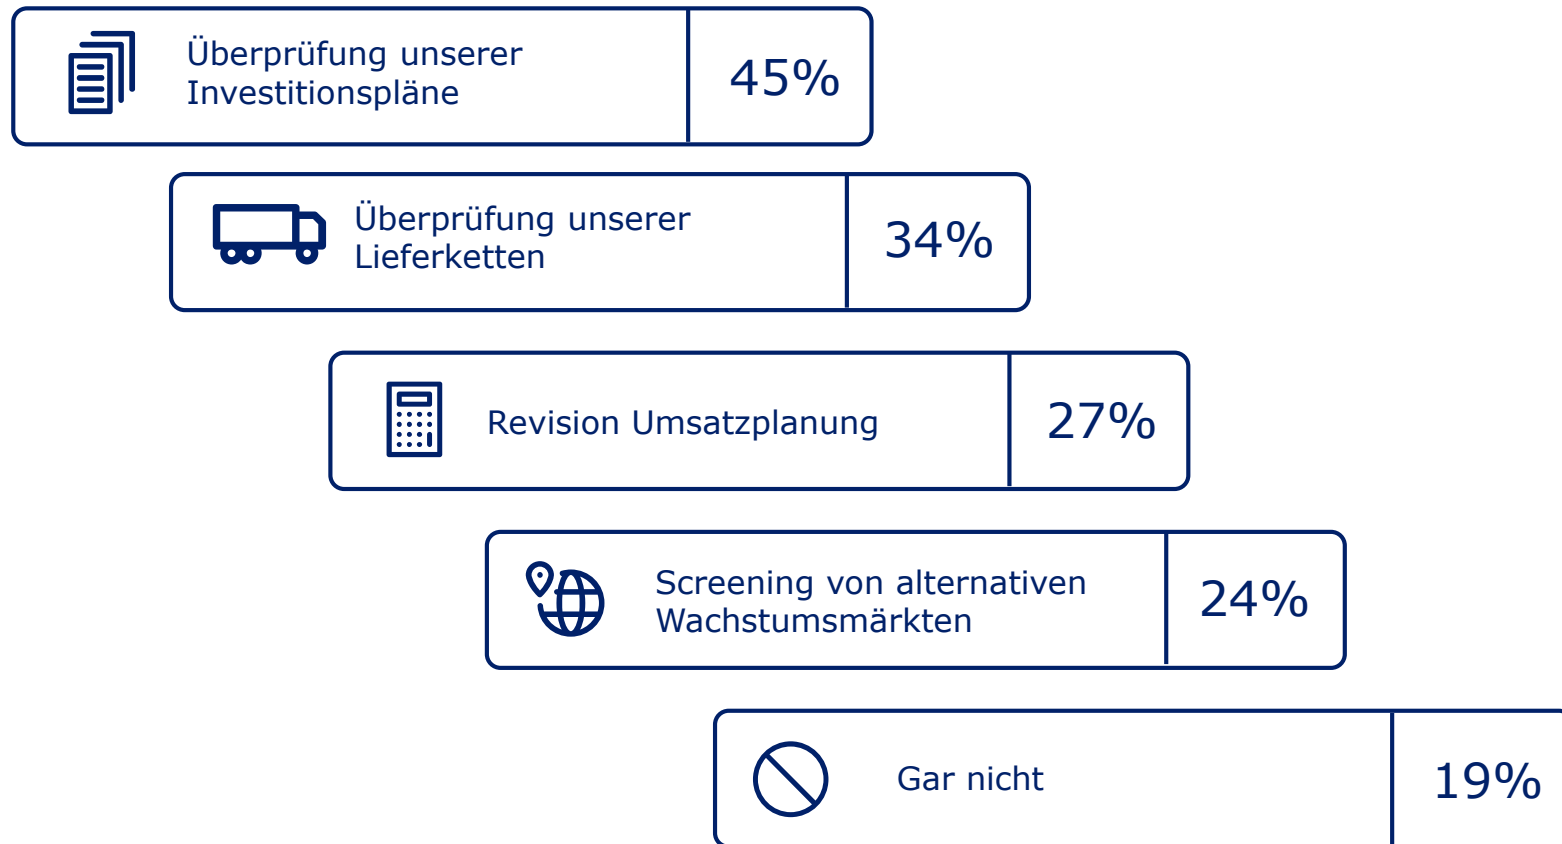 Überprüfung unserer
Investitionspläne
45%
Überprüfung unserer
Lieferketten
34%
Revision Umsatzplanung
27%
Screening von alternativen
Wachstumsmärkten
24%
Gar nicht
19%